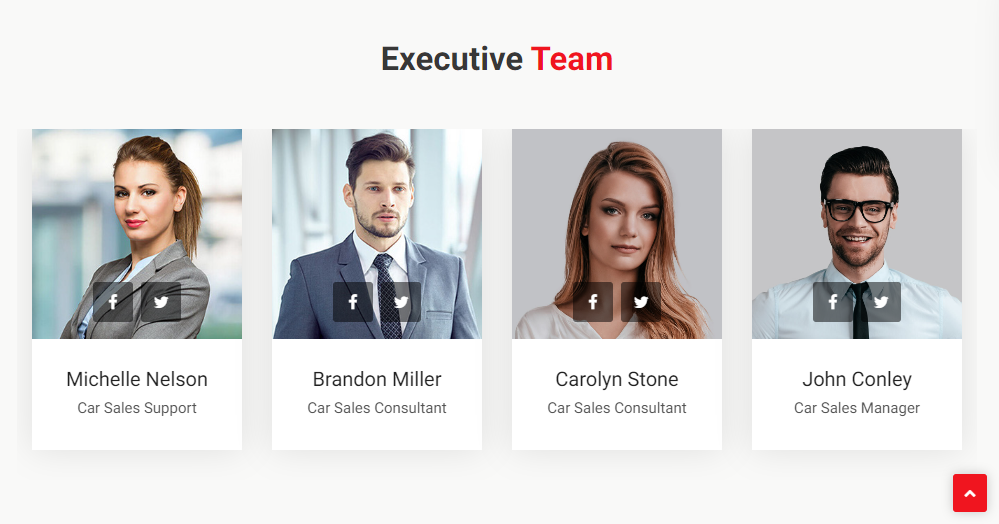 Executive Team
Michelle Nelson
Car Sales Support
Brandon Miller
Car Sales Consultant
Carolyn Stone
Car Sales Consultant
John Conley
Car Sales Manager